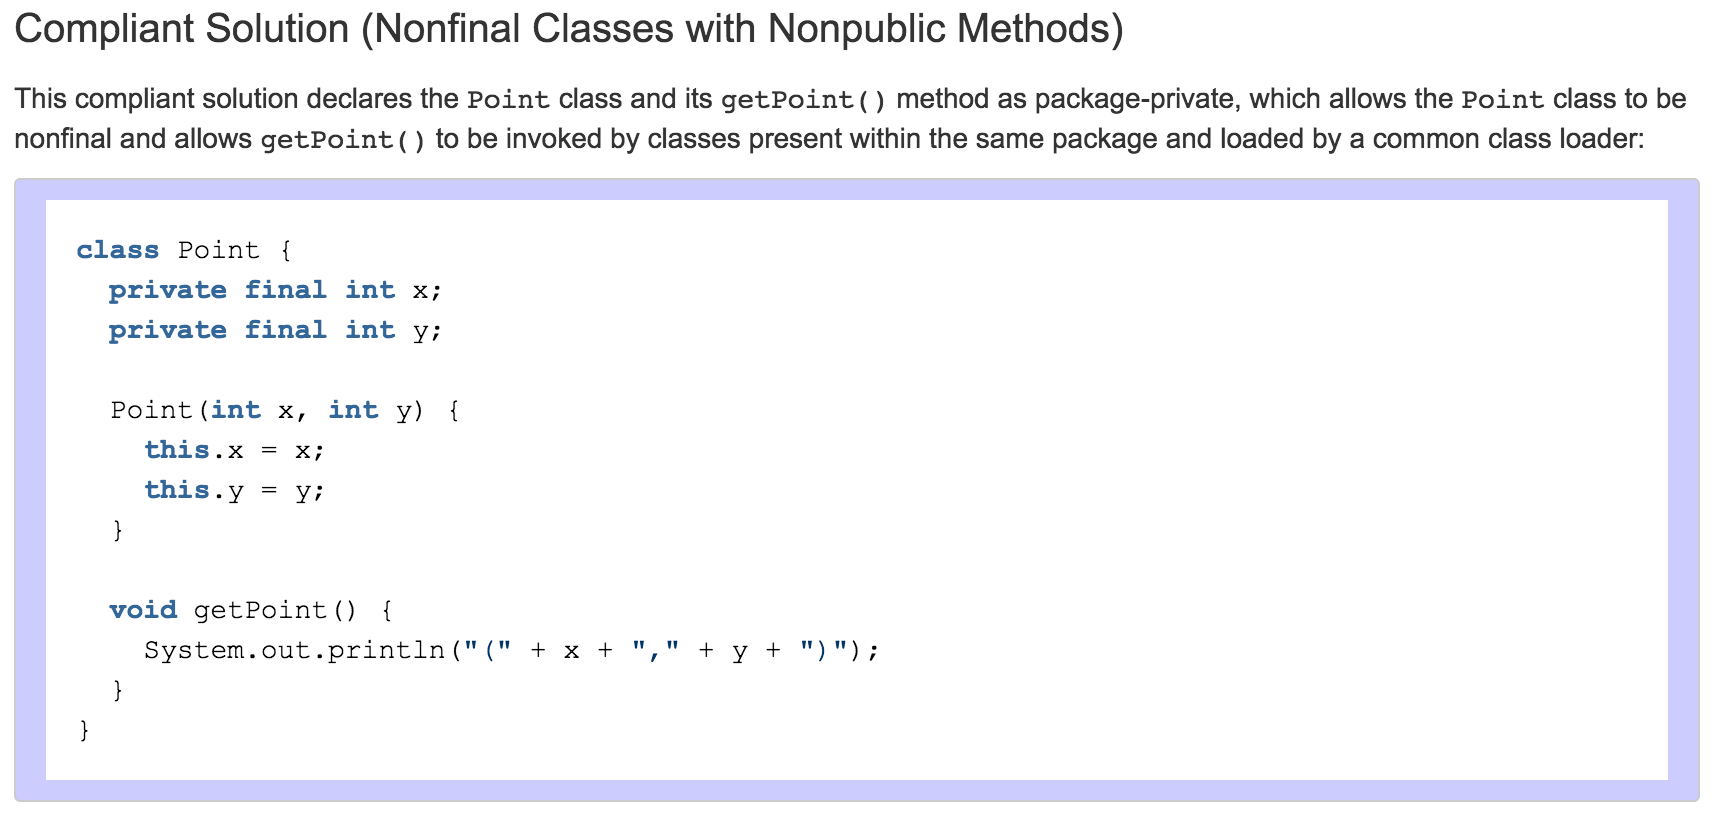 Compliant Solution (Nonfinal Classes with Nonpublic Methods)
This compliant solution declares the Point class and its getPoint() method as package-private, which allows the Point class to be
nonfinal and allows getPoint() to be invoked by classes present within the same package and loaded by a common class loader:
class Point {
  private final int x;
  private final int y;

  Point(int x, int y) {
    this.x = x;
    this.y = y;
  }

  void getPoint() {
    System.out.println("(" + x + "," + y + ")");
  }
}